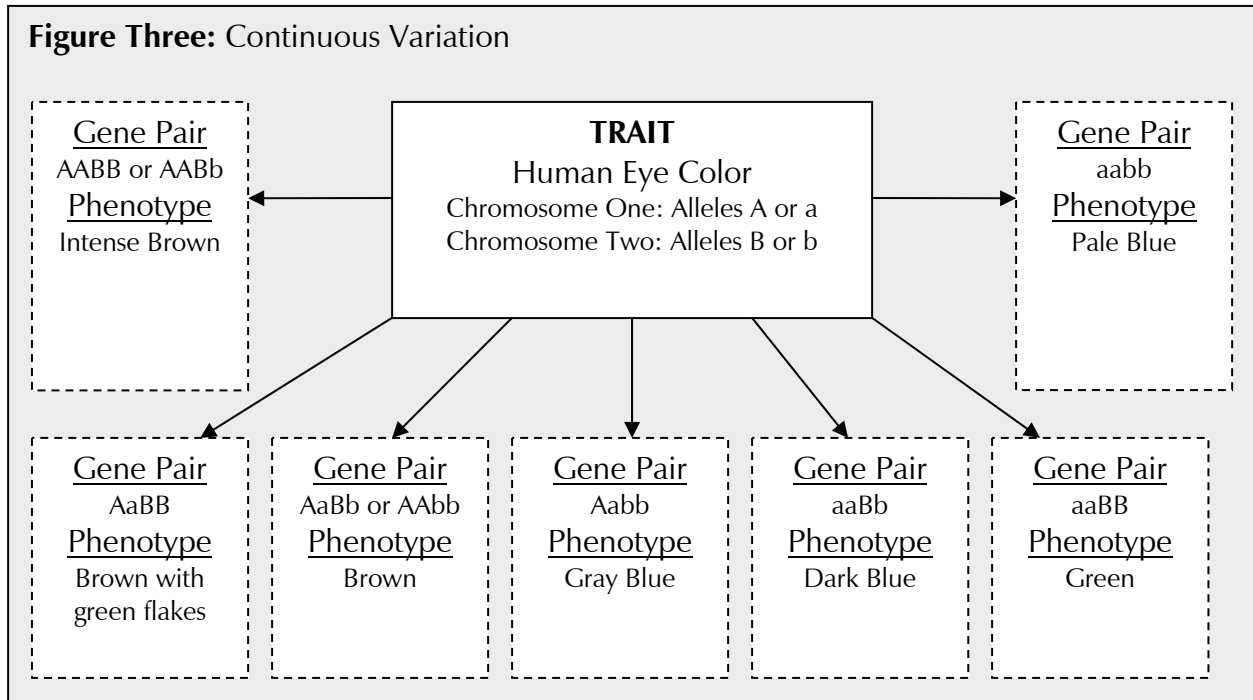 Figure Three: Continuous Variation
Gene Pair
AABB or AABb
Phenotype
Intense Brown
TRAIT
Human Eye Color
Chromosome One: Alleles A or a
Chromosome Two: Alleles B or b
Gene Pair
aabb
Phenotype
Pale Blue
Gene Pair
AaBB
Phenotype
Brown with
green flakes
Gene Pair
AaBb or AAbb
Phenotype
Brown
Gene Pair
Aabb
Phenotype
Gray Blue
Gene Pair
aaBb
Phenotype
Dark Blue
Gene Pair
aaBB
Phenotype
Green